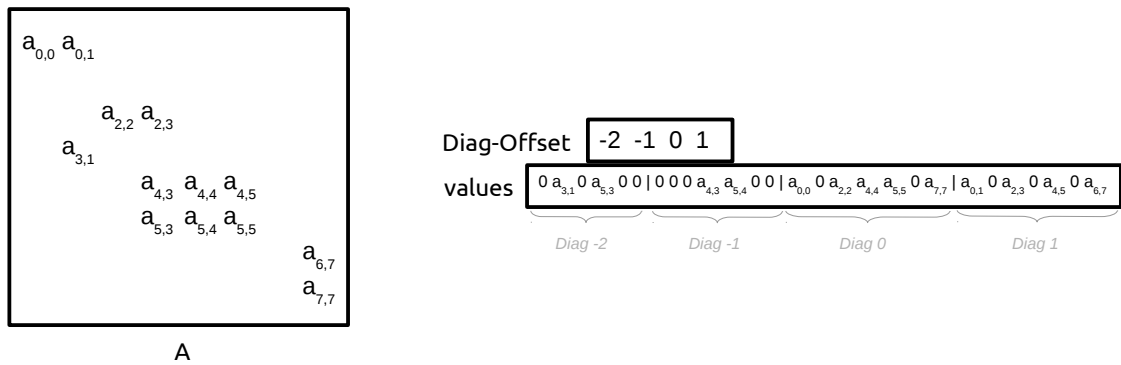 a0,0 a0,1
a2,2 a2,3
a3,1
a4,3 a4,4 a4,5
a5,3 a5,4 a5,5
a6,7
a7,7
A
Diag-Offset -2 -1 0 1
values 0 a3,1 0 a5,3 0 0 | 0 0 0 a4,3 a5,4 0 0 | a0,0 0 a2,2 a4,4 a5,5 0 a7,7 | a0,1 0 a2,3 0 a4,5 0 a6,7
Diag -2 Diag -1 Diag 0 Diag 1